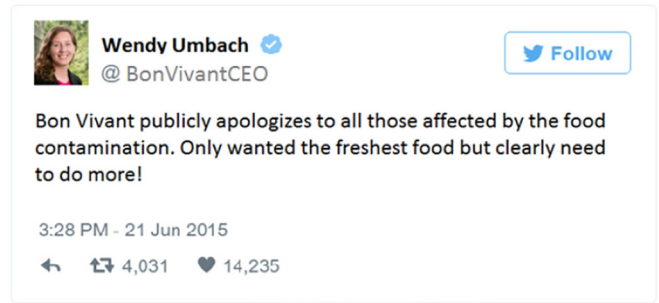 Wendy Umbach
@ BonVivantCEO
Follow
Bon Vivant publicly apologizes to all those affected by the food
contamination. Only wanted the freshest food but clearly need
to do more!
3:28 PM - 21 Jun 2015
4,031 14,235